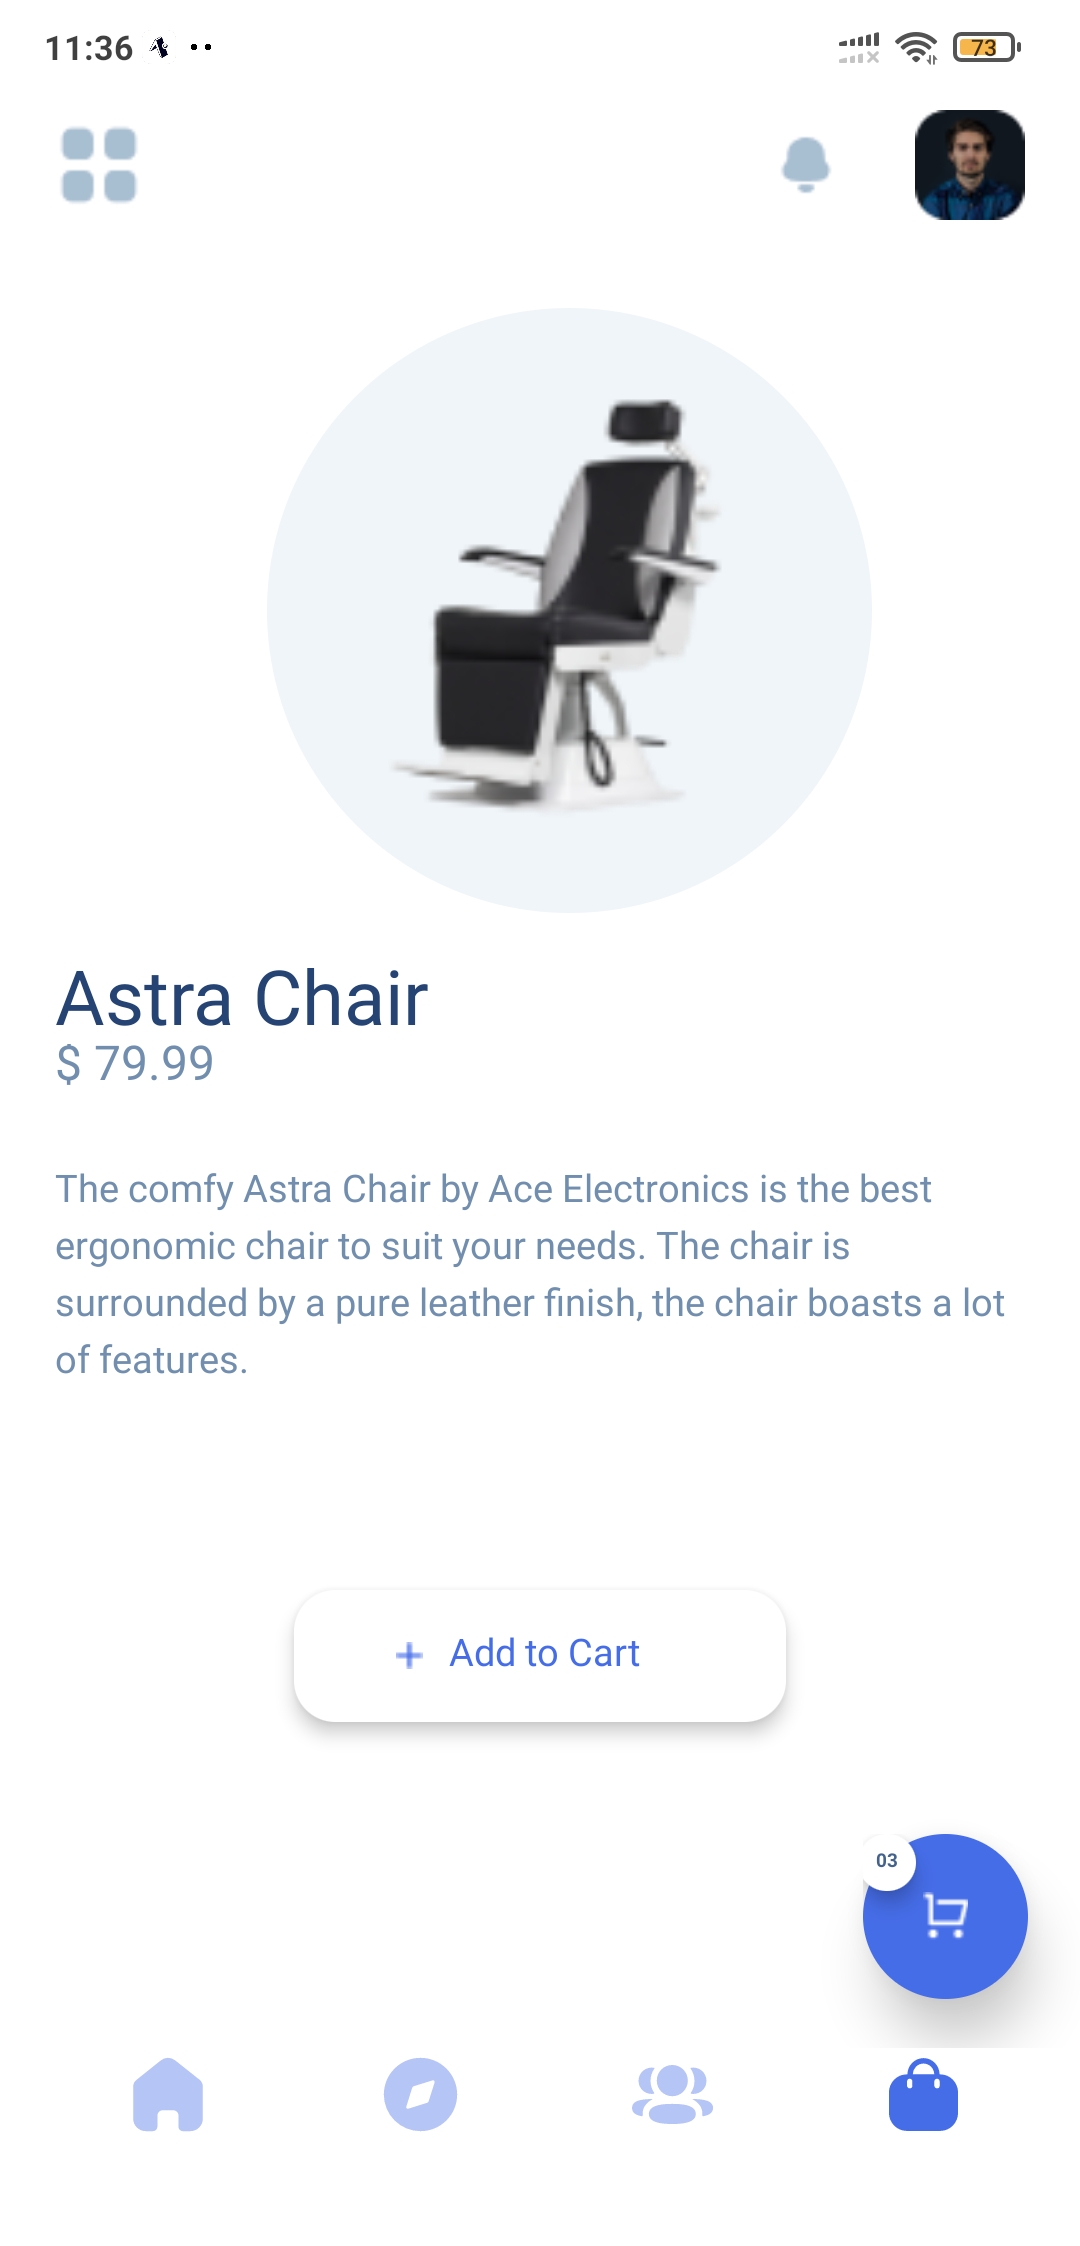 11:36
73
Astra Chair
$ 79.99
The comfy Astra Chair by Ace Electronics is the best
ergonomic chair to suit your needs. The chair is
surrounded by a pure leather finish, the chair boasts a lot
of features.
+ Add to Cart
03